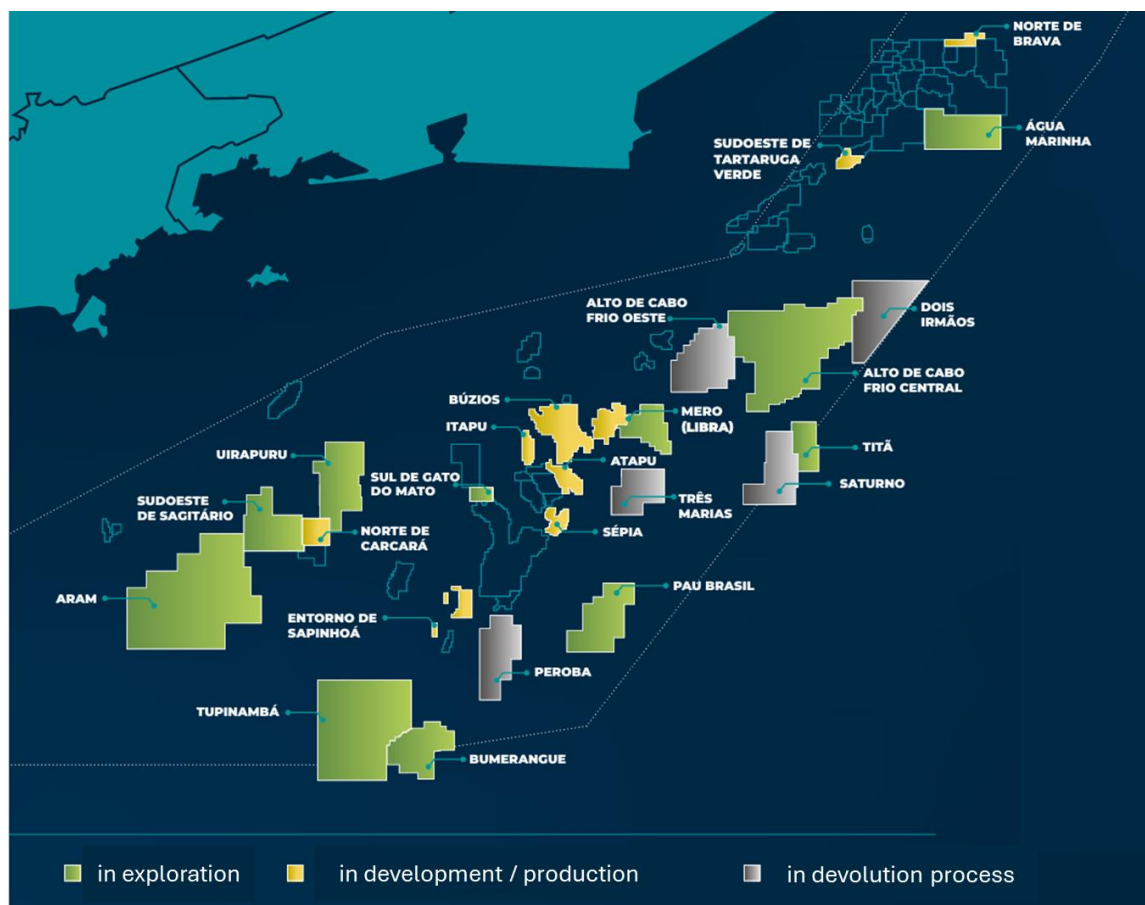 NORTE DE
BRAVA
ÁGUA
MARINHA
SUDOESTE DE
TARTARUGA
VERDE
ALTO DE CABO
FRIO OESTE
DOIS
IRMÃOS
ALTO DE CABO
FRIO CENTRAL
BÚZIOS
ITAPU
MERO
(LIBRA)
UIRAPURU
SUL DE GATO
DO MATO
ATAPU
TITÃ
SATURNO
SUDOESTE
DE SAGITÁRIO
TRÊS
MARIAS
NORTE DE
CARCARÁ
SÉPIA
ARAM
PAU BRASIL
ENTORNO DE
SAPINHOÁ
PEROBA
TUPINAMBÁ
BUMERANGUE
in exploration
in development / production
in devolution process